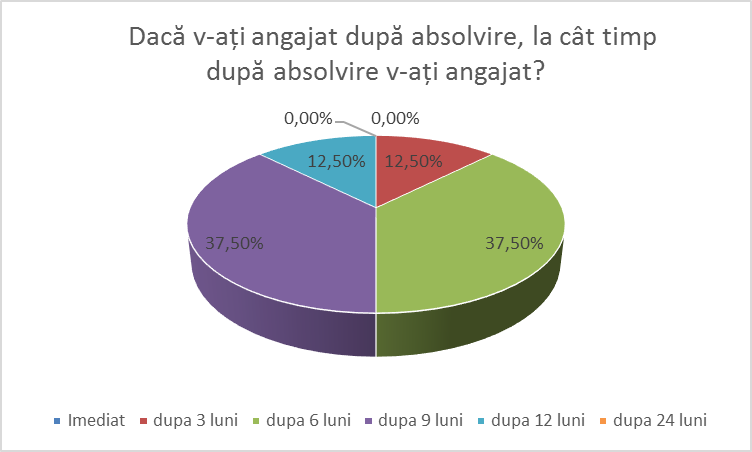 Dacă v-ați angajat după absolvire, la cât timp
după absolvire v-ați angajat?
0,00% 0,00%
12,50% 12,50%
37,50% 37,50%
Imediat dupa 3 luni dupa 6 luni dupa 9 luni dupa 12 luni dupa 24 luni